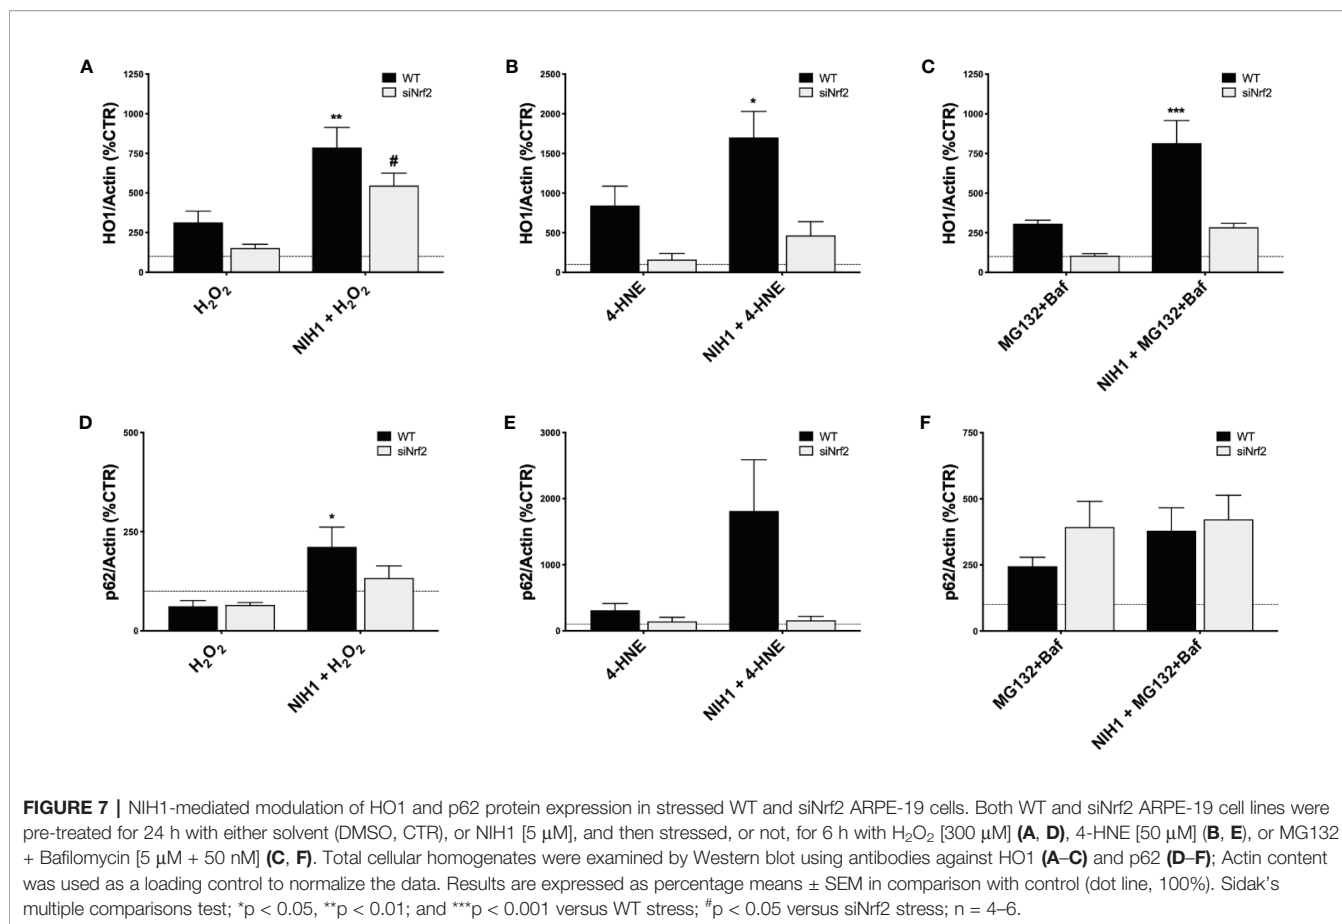 A
WT
siNrf2
HO1/Actin (%CTR)
1250
1000
750
500
250
0
**
#
H₂O₂
NIH1 + H₂O₂
B
WT
siNrf2
HO1/Actin (%CTR)
2500
2000
1500
1000
500
0
*
4-HNE
NIH1 + 4-HNE
C
WT
siNrf2
HO1/Actin (%CTR)
1250
1000
750
500
250
0
***
MG132+Baf
NIH1 + MG132+Baf
D
WT
siNrf2
p62/Actin (%CTR)
500
250
0
*
H₂O₂
NIH1 + H₂O₂
E
WT
siNrf2
p62/Actin (%CTR)
3000
2000
1000
0
4-HNE
NIH1 + 4-HNE
F
WT
siNrf2
p62/Actin (%CTR)
750
500
250
0
MG132+Baf
NIH1 + MG132+Baf
FIGURE 7 | NIH1-mediated modulation of HO1 and p62 protein expression in stressed WT and siNrf2 ARPE-19 cells. Both WT and siNrf2 ARPE-19 cell lines were
pre-treated for 24 h with either solvent (DMSO, CTR), or NIH1 [5 μM], and then stressed, or not, for 6 h with H₂O₂ [300 μM] (A, D), 4-HNE [50 μM] (B, E), or MG132
+ Bafilomycin [5 μM + 50 nM] (C, F). Total cellular homogenates were examined by Western blot using antibodies against HO1 (A–C) and p62 (D–F); Actin content
was used as a loading control to normalize the data. Results are expressed as percentage means ± SEM in comparison with control (dot line, 100%). Sidak's
multiple comparisons test; *p < 0.05, **p < 0.01; and ***p < 0.001 versus WT stress; #p < 0.05 versus siNrf2 stress; n = 4–6.